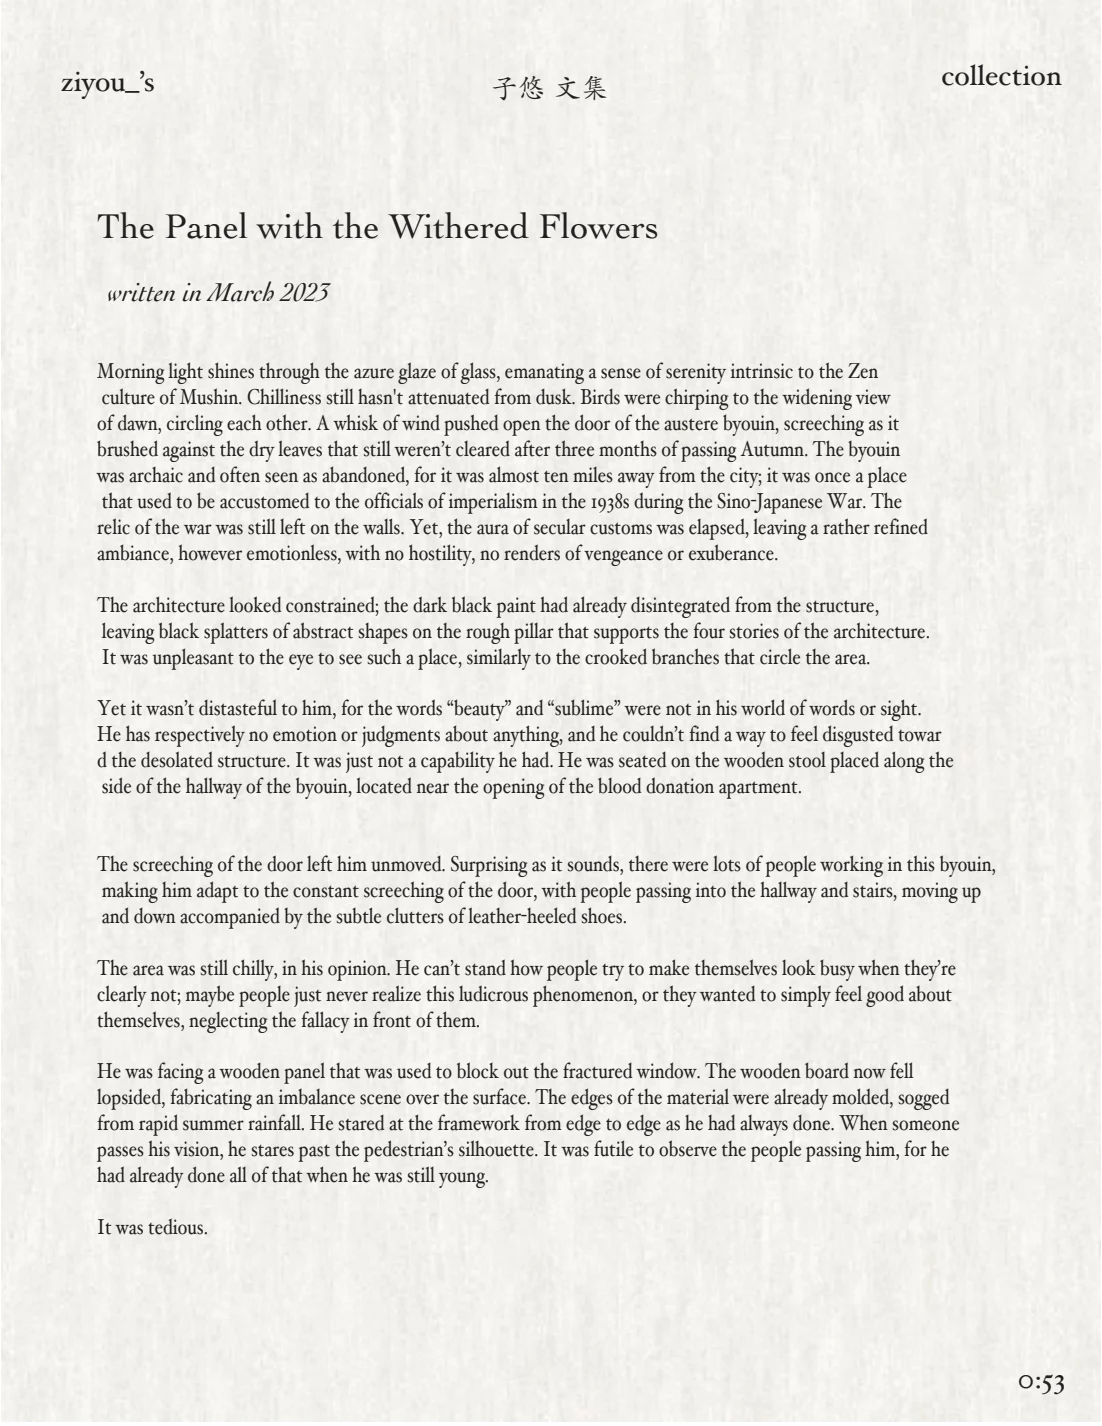 ziyou_’s
子悠 文集
collection
The Panel with the Withered Flowers
written in March 2023
Morning light shines through the azure glaze of glass, emanating a sense of serenity intrinsic to the Zen
culture of Mushin. Chilliness still hasn't attenuated from dusk. Birds were chirping to the widening view
of dawn, circling each other. A whisk of wind pushed open the door of the austere byouin, screeching as it
brushed against the dry leaves that still weren’t cleared after three months of passing Autumn. The byouin
was archaic and often seen as abandoned, for it was almost ten miles away from the city; it was once a place
that used to be accustomed to the officials of imperialism in the 1938s during the Sino-Japanese War. The
relic of the war was still left on the walls. Yet, the aura of secular customs was elapsed, leaving a rather refined
ambiance, however emotionless, with no hostility, no renders of vengeance or exuberance.
The architecture looked constrained; the dark black paint had already disintegrated from the structure,
leaving black splatters of abstract shapes on the rough pillar that supports the four stories of the architecture.
It was unpleasant to the eye to see such a place, similarly to the crooked branches that circle the area.
Yet it wasn’t distasteful to him, for the words “beauty” and “sublime” were not in his world of words or sight.
He has respectively no emotion or judgments about anything, and he couldn’t find a way to feel disgusted towar
d the desolated structure. It was just not a capability he had. He was seated on the wooden stool placed along the
side of the hallway of the byouin, located near the opening of the blood donation apartment.
The screeching of the door left him unmoved. Surprising as it sounds, there were lots of people working in this byouin,
making him adapt to the constant screeching of the door, with people passing into the hallway and stairs, moving up
and down accompanied by the subtle clutters of leather-heeled shoes.
The area was still chilly, in his opinion. He can’t stand how people try to make themselves look busy when they’re
clearly not; maybe people just never realize this ludicrous phenomenon, or they wanted to simply feel good about
themselves, neglecting the fallacy in front of them.
He was facing a wooden panel that was used to block out the fractured window. The wooden board now fell
lopsided, fabricating an imbalance scene over the surface. The edges of the material were already molded, sogged
from rapid summer rainfall. He stared at the framework from edge to edge as he had always done. When someone
passes his vision, he stares past the pedestrian’s silhouette. It was futile to observe the people passing him, for he
had already done all of that when he was still young.
It was tedious.
0:53